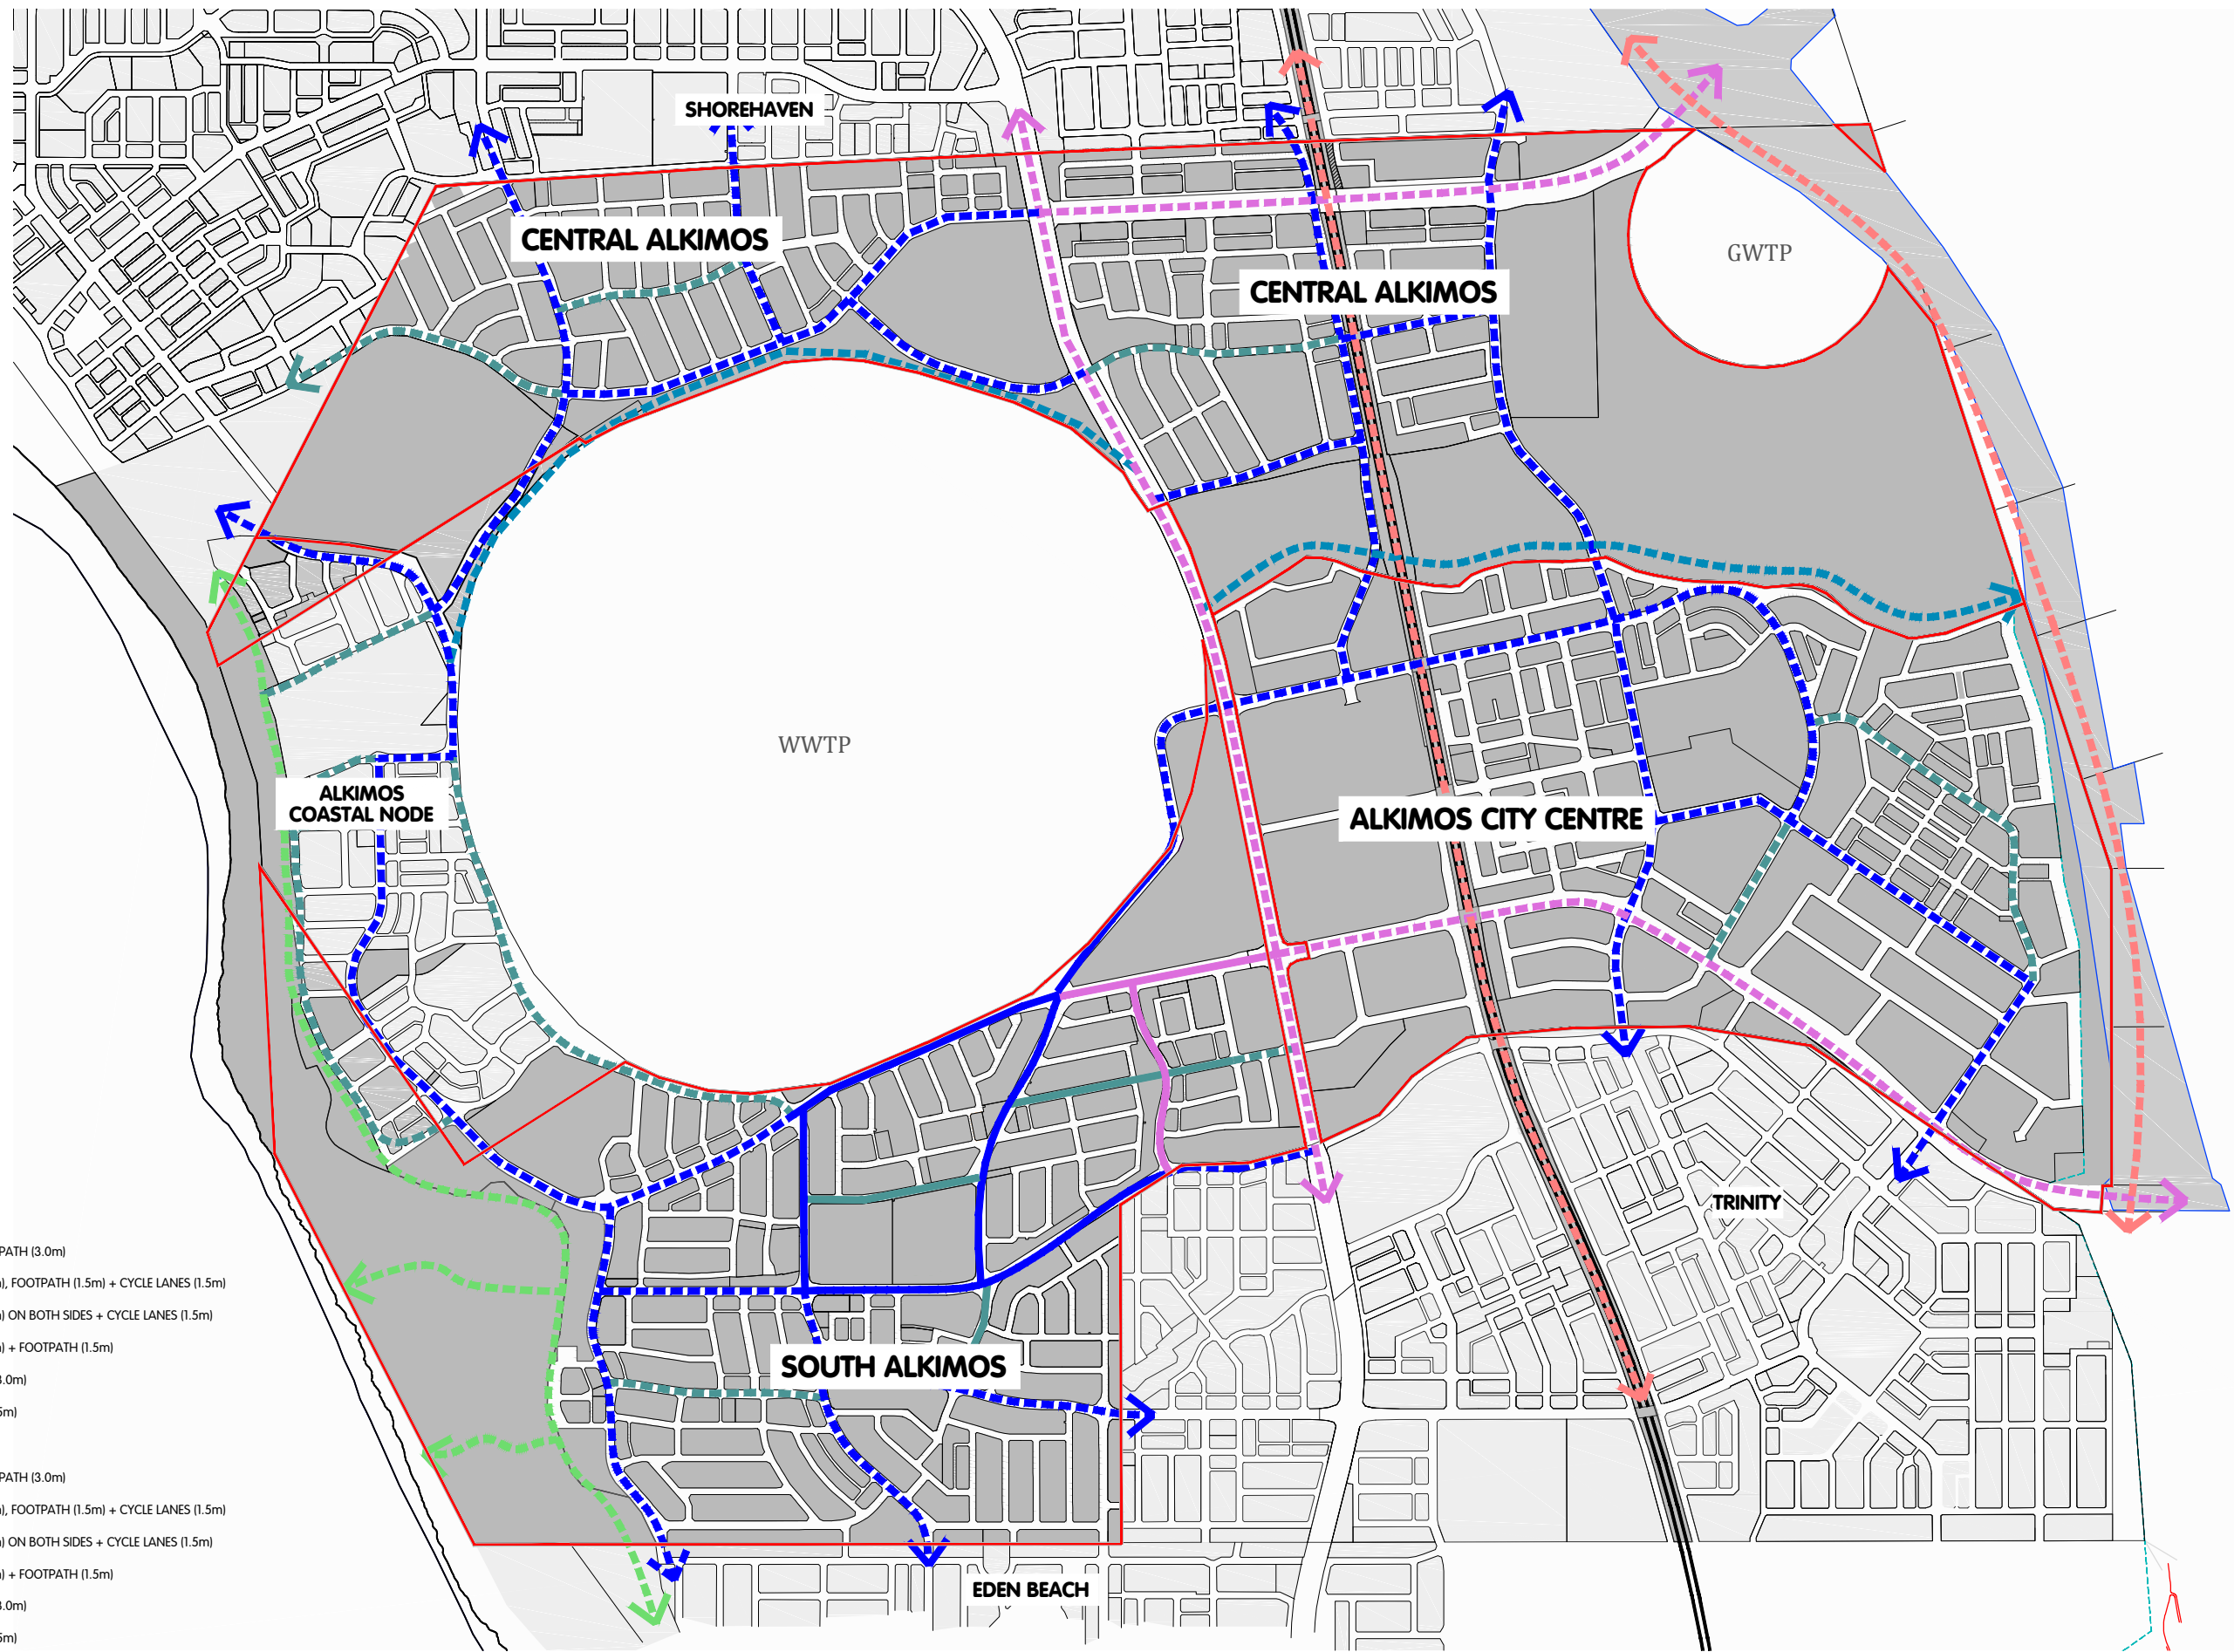 SHOREHAVEN
CENTRAL ALKIMOS
GWTP
CENTRAL ALKIMOS
WWTP
ALKIMOS
COASTAL NODE
ALKIMOS CITY CENTRE
TRINITY
PATH (3.0m)
), FOOTPATH (1.5m) + CYCLE LANES (1.5m)
) ON BOTH SIDES + CYCLE LANES (1.5m)
) + FOOTPATH (1.5m)
3.0m)
5m)
SOUTH ALKIMOS
PATH (3.0m)
), FOOTPATH (1.5m) + CYCLE LANES (1.5m)
) ON BOTH SIDES + CYCLE LANES (1.5m)
) + FOOTPATH (1.5m)
3.0m)
5m)
EDEN BEACH